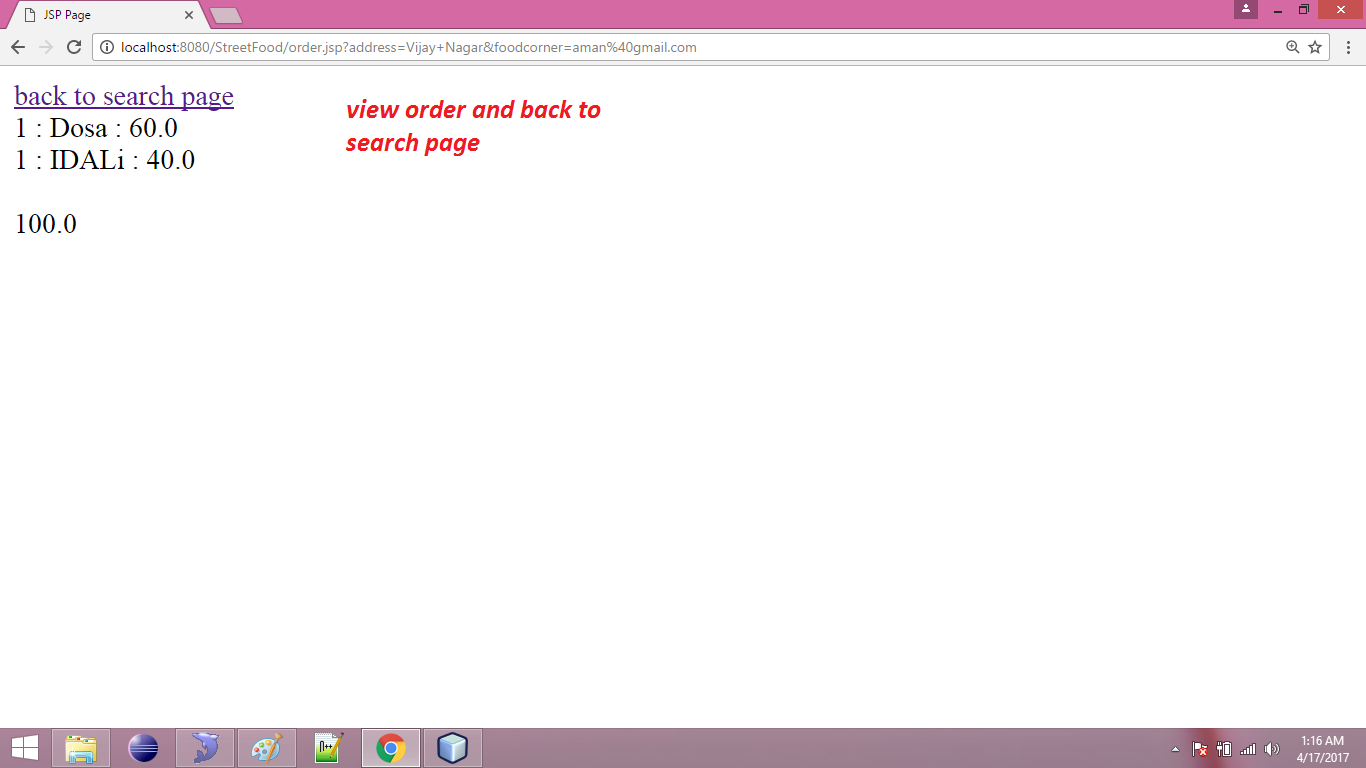 JSP Page
localhost:8080/StreetFood/order.jsp?address=Vijay+Nagar&foodcorner=aman%40gmail.com
back to search page
1 : Dosa : 60.0
1 : IDALi : 40.0
100.0
view order and back to
search page
N++
1:16 AM
4/17/2017